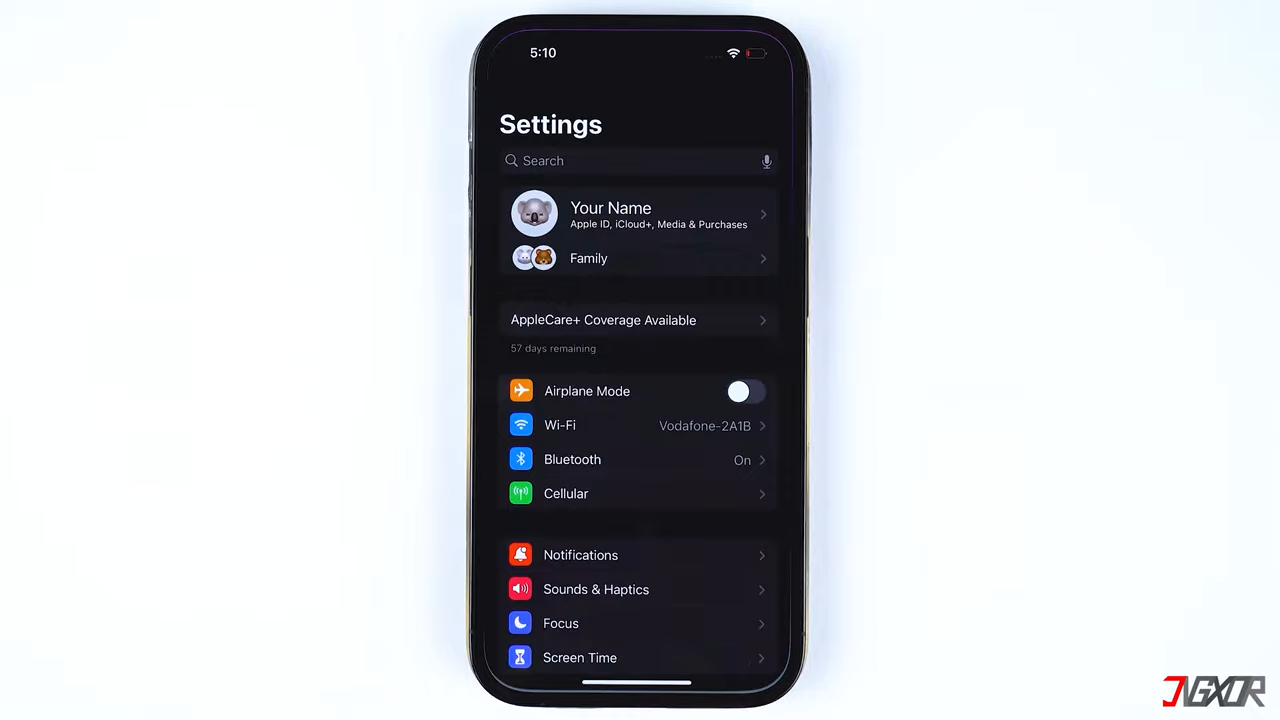 5:10
Settings
Search
Your Name
Apple ID, iCloud+, Media & Purchases
Family
AppleCare+ Coverage Available
57 days remaining
Airplane Mode
Wi-Fi Vodafone-2A1B
Bluetooth On
Cellular
Notifications
Sounds & Haptics
Focus
Screen Time
JNGXOR